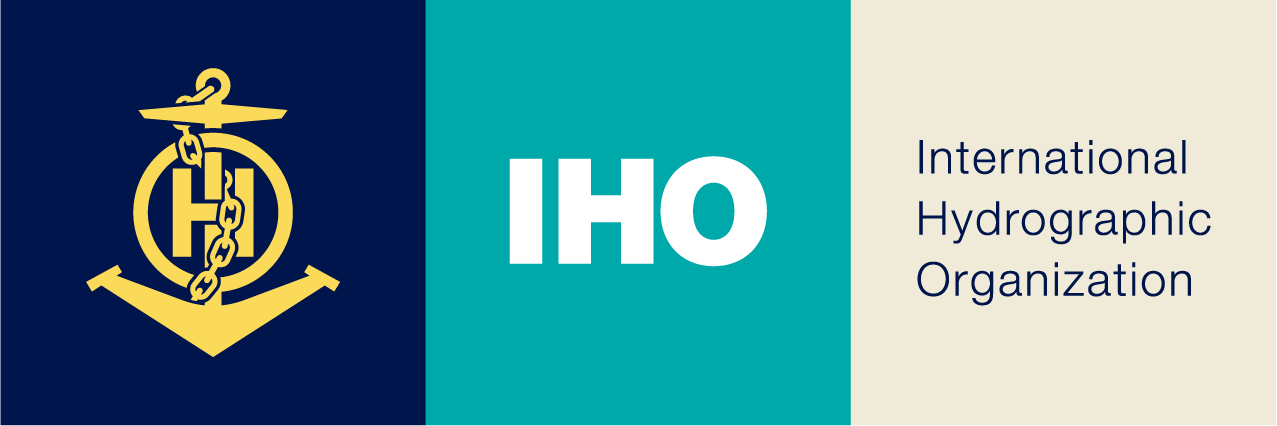 H
IHO
International
Hydrographic
Organization